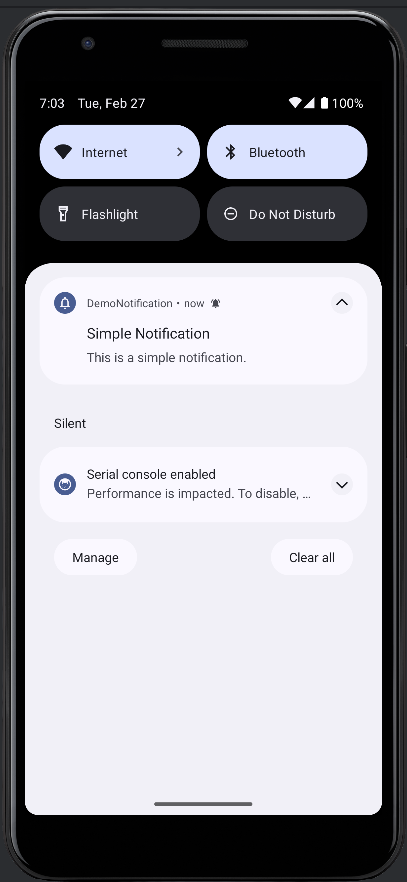 7:03 Tue, Feb 27 100%
Internet Bluetooth
Flashlight Do Not Disturb
DemoNotification • now
Simple Notification
This is a simple notification.
Silent
Serial console enabled
Performance is impacted. To disable, …
Manage Clear all